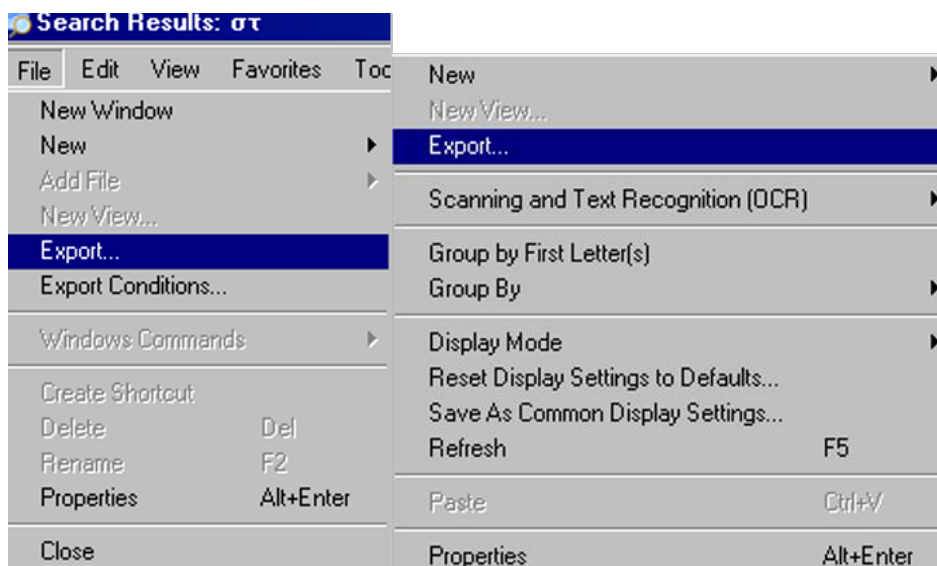 Search Results: στ
File Edit View Favorites Too
New Window
New
Add File
New View...
Export...
Export Conditions...
Windows Commands
Create Shortcut
Delete Del
Rename F2
Properties Alt+Enter
Close
New
New View...
Export...
Scanning and Text Recognition (OCR)
Group by First Letter(s)
Group By
Display Mode
Reset Display Settings to Defaults...
Save As Common Display Settings...
Refresh F5
Paste Ctrl+V
Properties Alt+Enter